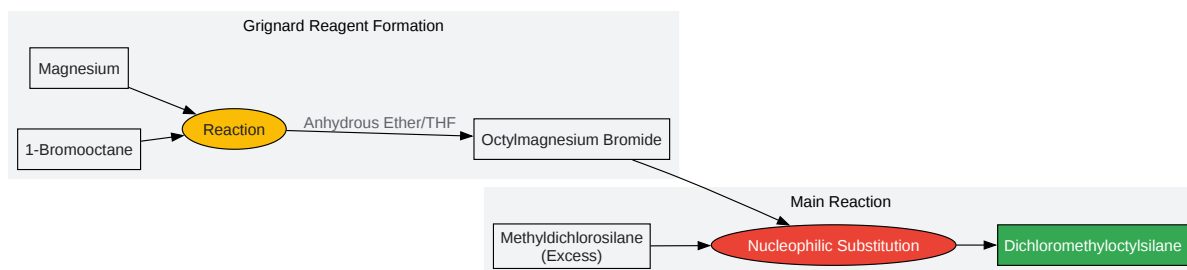 Grignard Reagent Formation
Magnesium
1-Bromooctane
Reaction
Anhydrous Ether/THF
Octylmagnesium Bromide
Main Reaction
Methyldichlorosilane
(Excess)
Nucleophilic Substitution
Dichloromethyloctylsilane